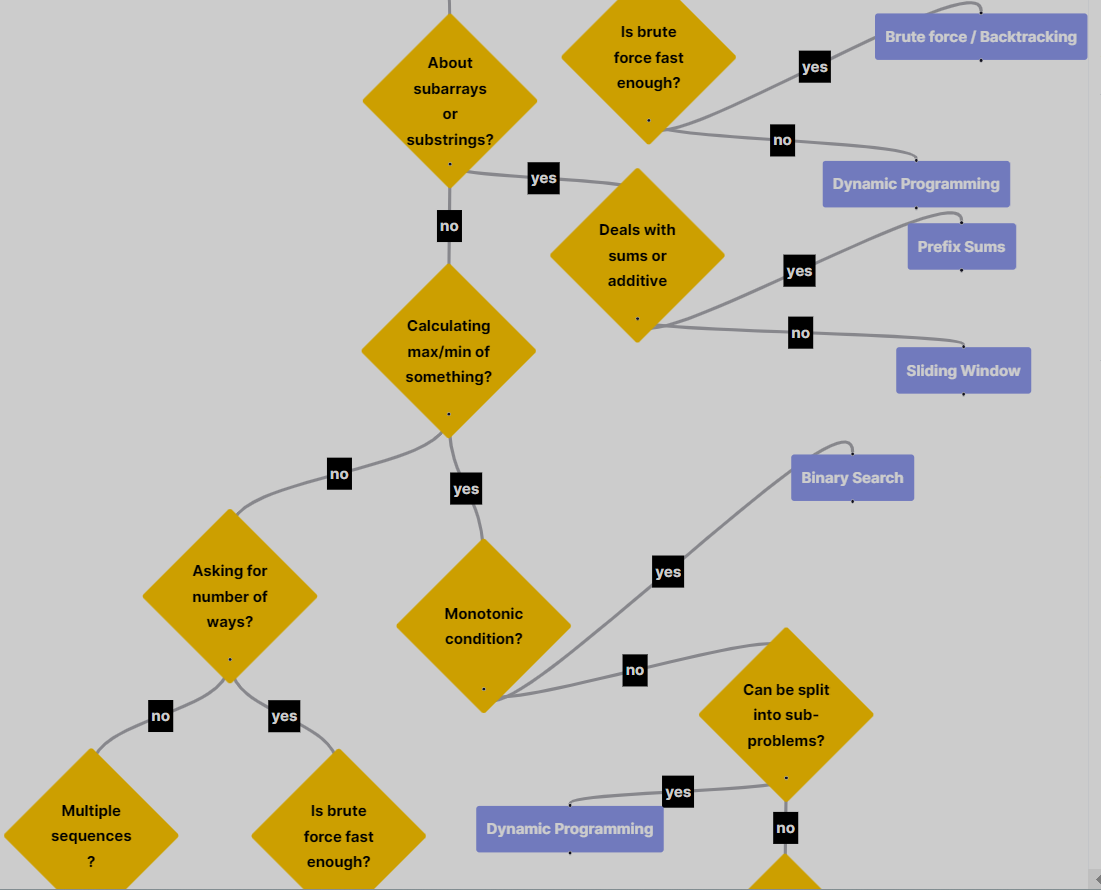 Is brute
force fast
enough?
Brute force / Backtracking
yes
no
Dynamic Programming
About
subarrays
or
substrings?
yes
no
Deals with
sums or
additive
yes
Prefix Sums
no
Sliding Window
Calculating
max/min of
something?
no
yes
Binary Search
yes
Asking for
number of
ways?
Monotonic
condition?
no
Can be split
into sub-
problems?
no
yes
yes
Dynamic Programming
no
Multiple
sequences
?
Is brute
force fast
enough?